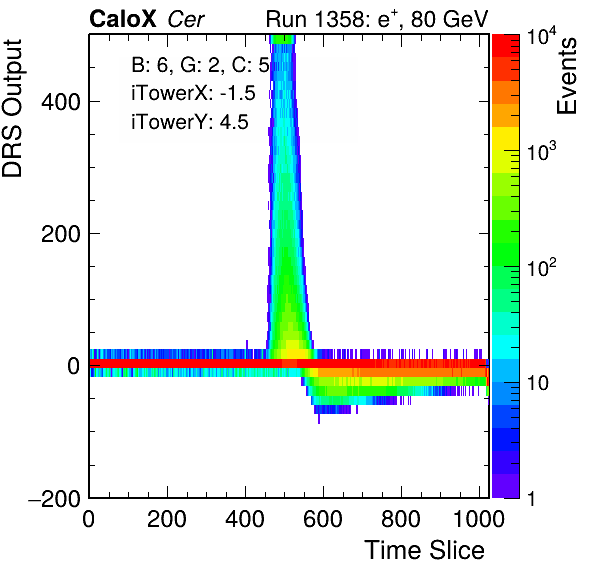 CaloX Cer Run 1358: e+, 80 GeV
B: 6, G: 2, C: 5
iTowerX: -1.5
iTowerY: 4.5
DRS Output
400
200
0
−200
0 200 400 600 800 1000
Time Slice
Events
10^4
10^3
10^2
10
1